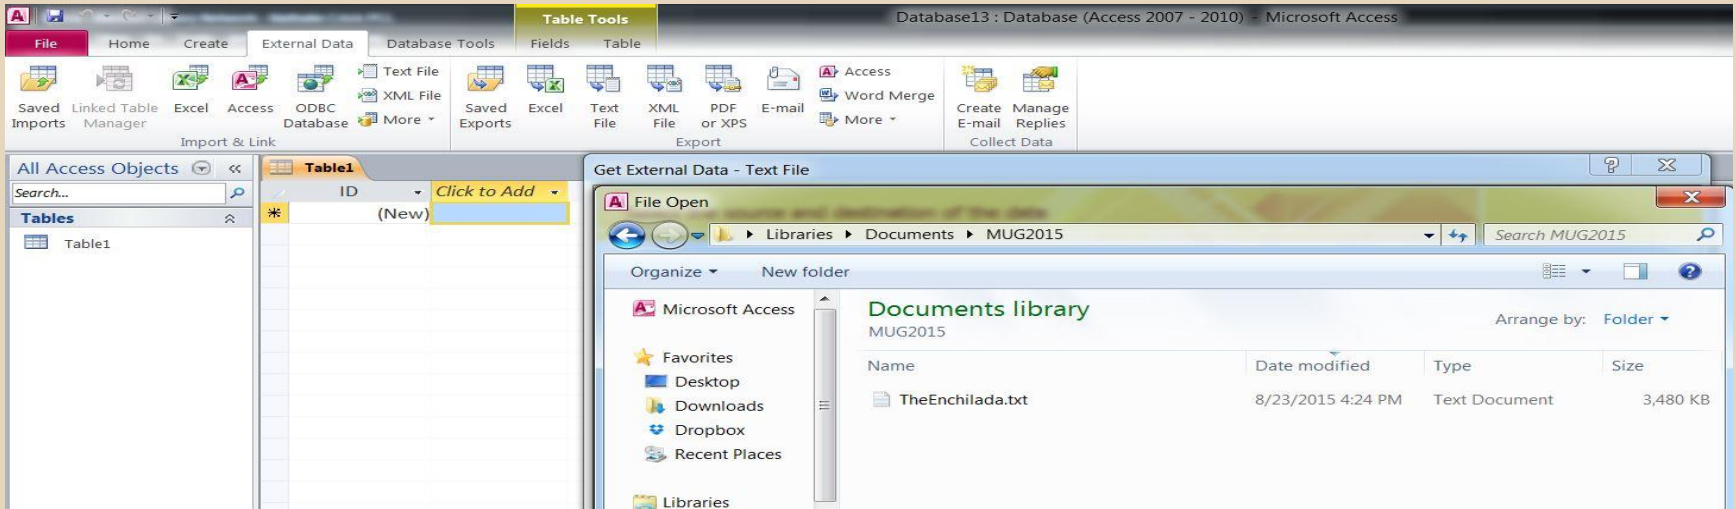 Table Tools
Database13 : Database (Access 2007 - 2010) - Microsoft Access
File Home Create External Data Database Tools Fields Table
Saved Imports
Linked Table Manager
Excel
Access
ODBC Database
Text File
XML File
More
Import & Link
Saved Exports
Excel
Text File
XML File
PDF or XPS
E-mail
Access
Word Merge
More
Export
Create E-mail
Manage Replies
Collect Data
All Access Objects
Search...
Tables
Table1
Table1
ID Click to Add
(New)
Get External Data - Text File
File Open
Libraries Documents MUG2015
Search MUG2015
Organize New folder
Microsoft Access
Favorites
Desktop
Downloads
Dropbox
Recent Places
Libraries
Documents library
MUG2015
Arrange by: Folder
Name Date modified Type Size
TheEnchilada.txt 8/23/2015 4:24 PM Text Document 3,480 KB